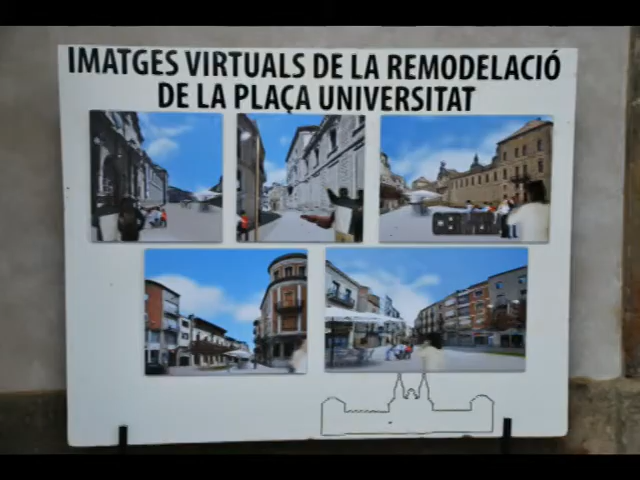 IMATGES VIRTUALS DE LA REMODELACIÓ
DE LA PLAÇA UNIVERSITAT